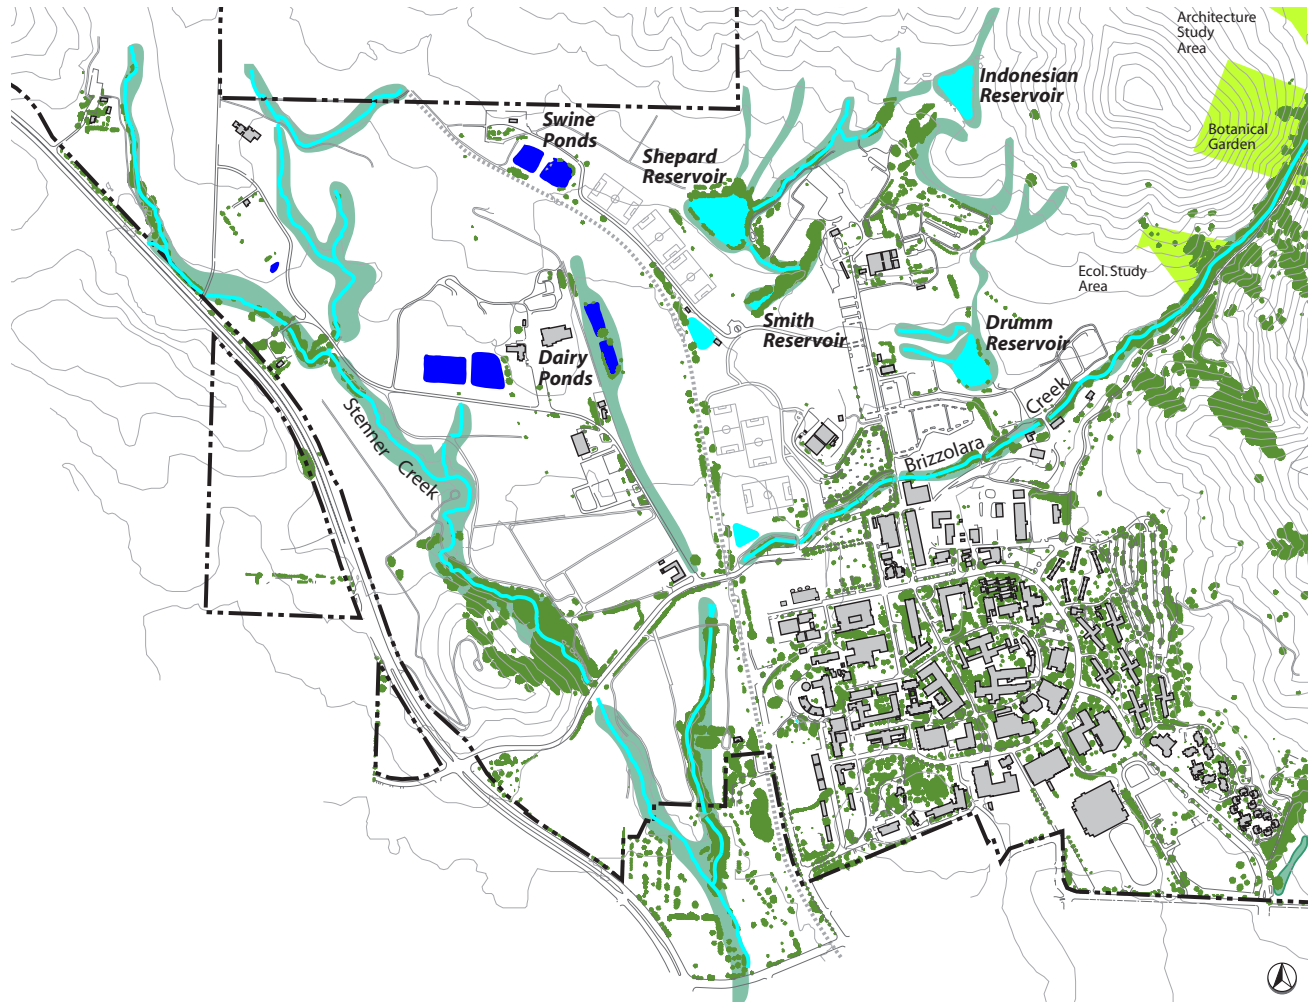 Architecture
Study
Area
Indonesian
Reservoir
Swine
Ponds
Botanical
Garden
Shepard
Reservoir
Ecol. Study
Area
Smith
Reservoir
Drumm
Reservoir
Dairy
Ponds
Stenner Creek
Brizzolara Creek